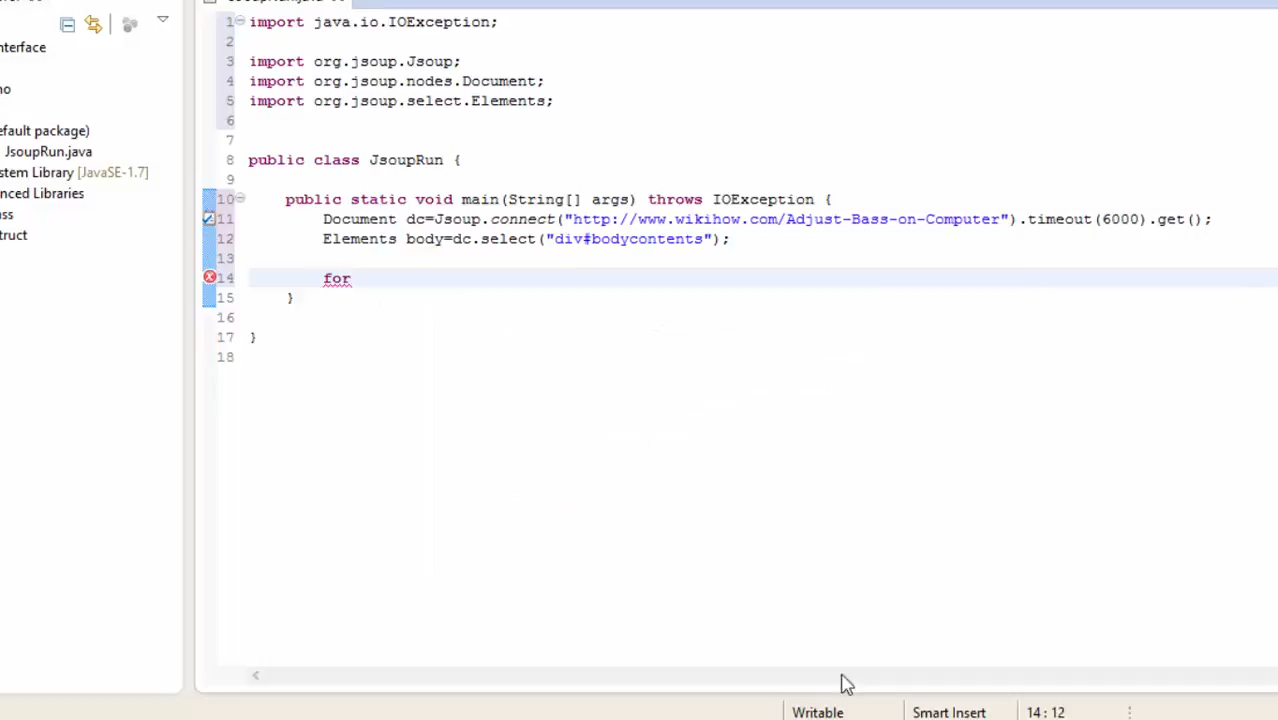 nterface
no
efault package)
JsoupRun.java
stem Library [JavaSE-1.7]
nced Libraries
ss
truct
1 import java.io.IOException;
2
3 import org.jsoup.Jsoup;
4 import org.jsoup.nodes.Document;
5 import org.jsoup.select.Elements;
6
7
8 public class JsoupRun {
9
10 public static void main(String[] args) throws IOException {
11 Document dc=Jsoup.connect("http://www.wikihow.com/Adjust-Bass-on-Computer").timeout(6000).get();
12 Elements body=dc.select("div#bodycontents");
13
14 for
15 }
16
17 }
18
Writable Smart Insert 14 : 12